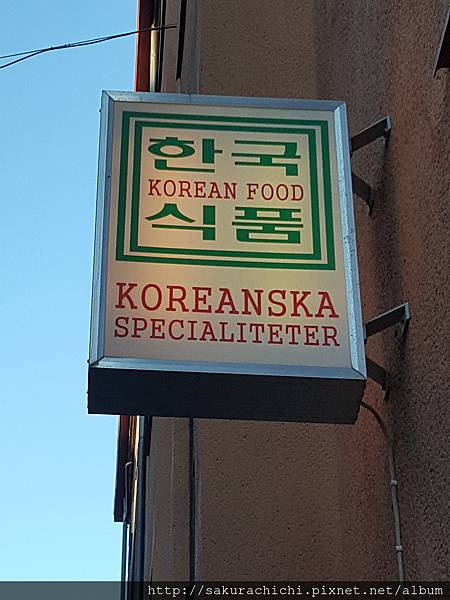 한국
KOREAN FOOD
식품
KOREANSKA
SPECIALITETER
http://sakurachichi.pixnet.net/album